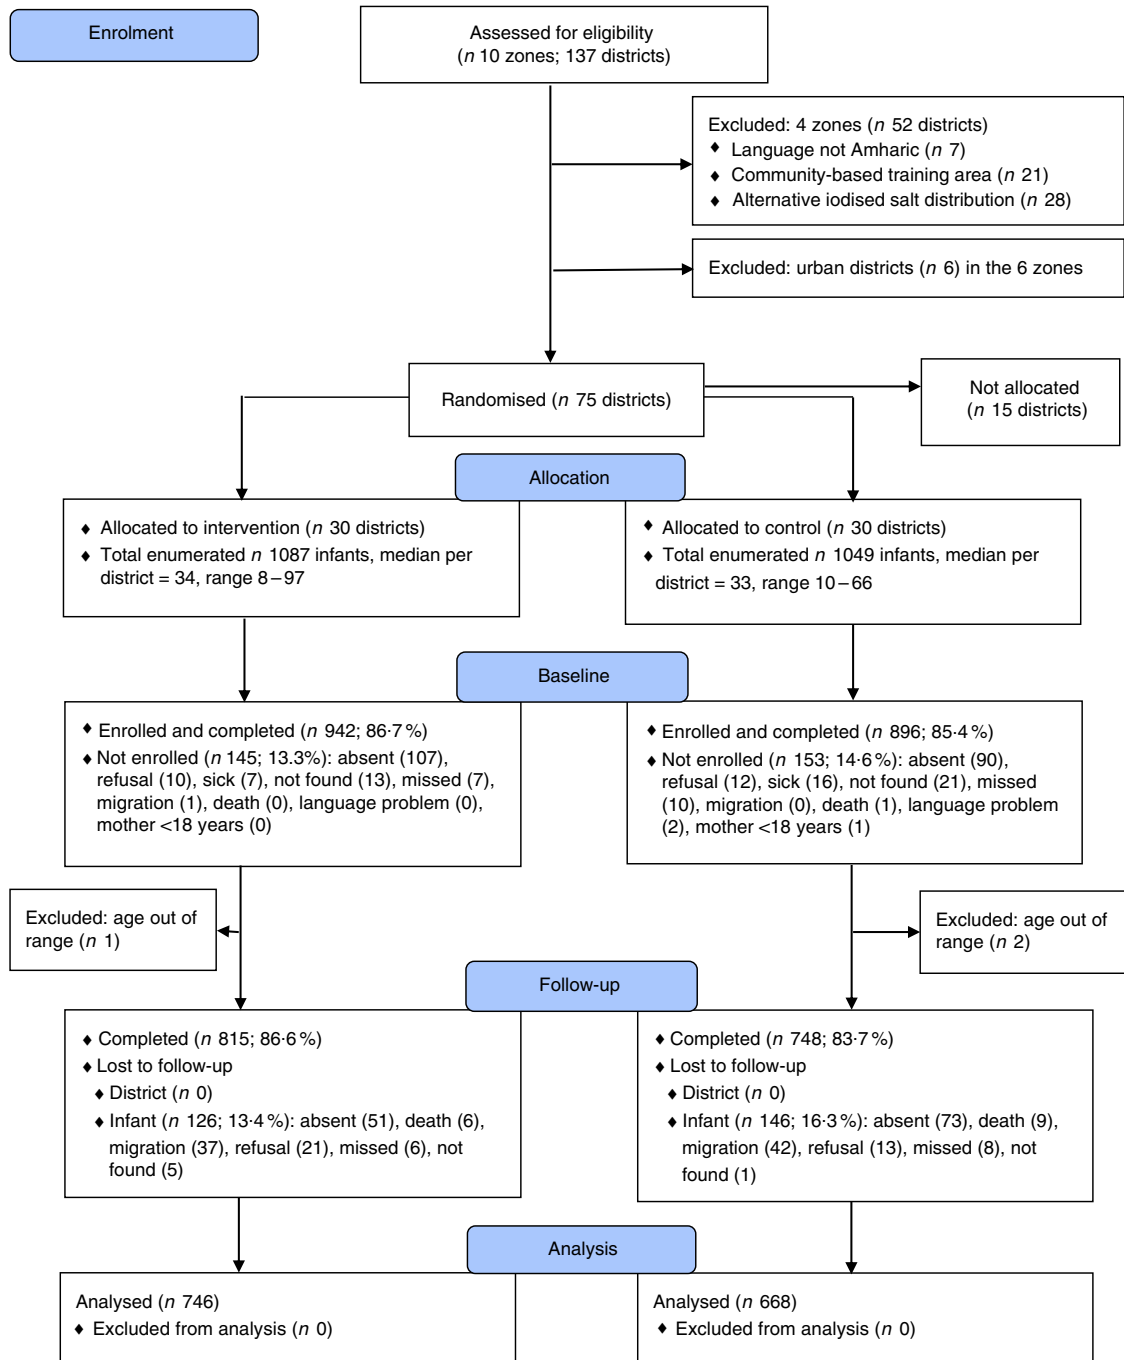 Enrolment
Assessed for eligibility
(n 10 zones; 137 districts)
Excluded: 4 zones (n 52 districts)
♦ Language not Amharic (n 7)
♦ Community-based training area (n 21)
♦ Alternative iodised salt distribution (n 28)
Excluded: urban districts (n 6) in the 6 zones
Randomised (n 75 districts)
Not allocated
(n 15 districts)
Allocation
♦ Allocated to intervention (n 30 districts)
♦ Total enumerated n 1087 infants, median per
district = 34, range 8–97
♦ Allocated to control (n 30 districts)
♦ Total enumerated n 1049 infants, median per
district = 33, range 10–66
Baseline
♦ Enrolled and completed (n 942; 86·7 %)
♦ Not enrolled (n 145; 13.3%): absent (107),
refusal (10), sick (7), not found (13), missed (7),
migration (1), death (0), language problem (0),
mother <18 years (0)
♦ Enrolled and completed (n 896; 85·4 %)
♦ Not enrolled (n 153; 14·6 %): absent (90),
refusal (12), sick (16), not found (21), missed
(10), migration (0), death (1), language problem
(2), mother <18 years (1)
Excluded: age out of
range (n 1)
Excluded: age out of
range (n 2)
Follow-up
♦ Completed (n 815; 86·6 %)
♦ Lost to follow-up
♦ District (n 0)
♦ Infant (n 126; 13·4 %): absent (51), death (6),
migration (37), refusal (21), missed (6), not
found (5)
♦ Completed (n 748; 83·7 %)
♦ Lost to follow-up
♦ District (n 0)
♦ Infant (n 146; 16·3 %): absent (73), death (9),
migration (42), refusal (13), missed (8), not
found (1)
Analysis
Analysed (n 746)
♦ Excluded from analysis (n 0)
Analysed (n 668)
♦ Excluded from analysis (n 0)